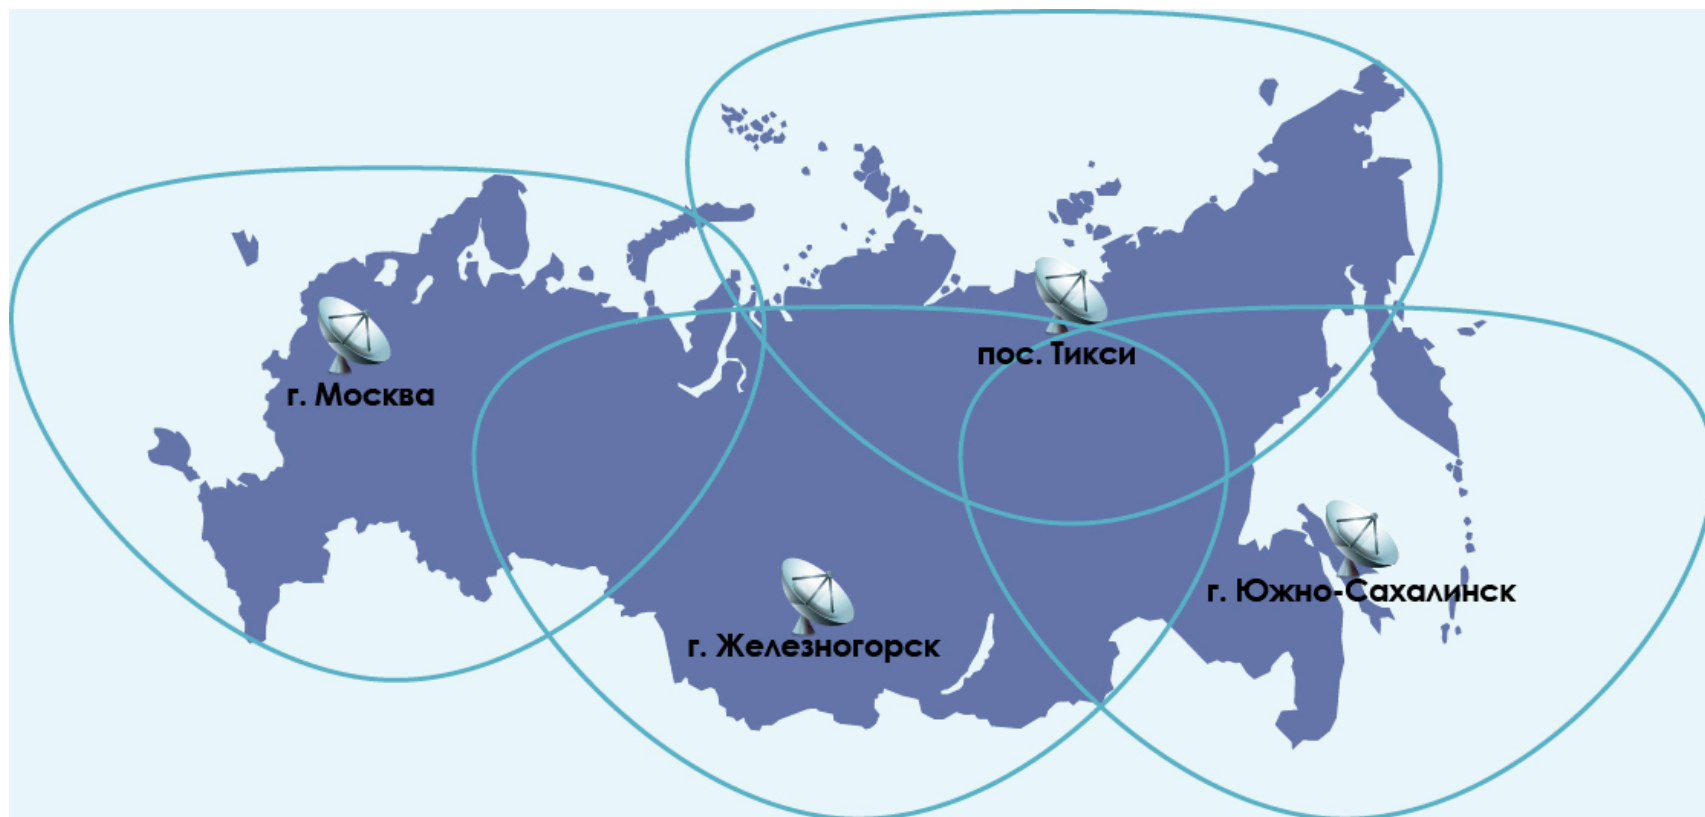 пос. Тикси
г. Москва
г. Южно-Сахалинск
г. Железногорск